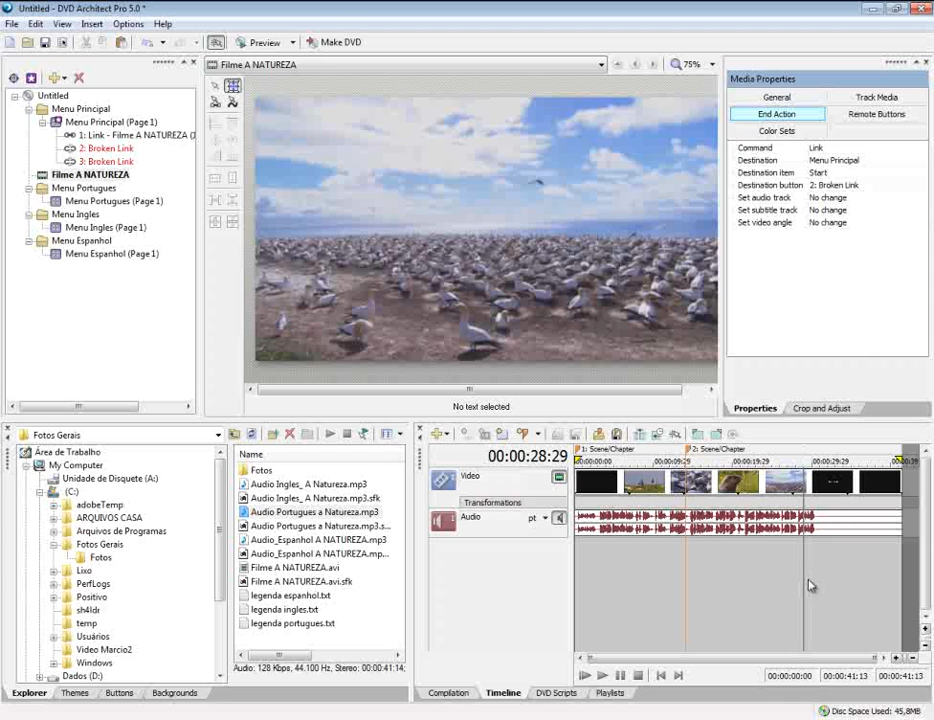 Untitled - DVD Architect Pro 5.0 *
File Edit View Insert Options Help
Preview Make DVD
Untitled
Menu Principal
Menu Principal (Page 1)
1: Link - Filme A NATUREZA (1
2: Broken Link
3: Broken Link
Filme A NATUREZA
Menu Portugues
Menu Portugues (Page 1)
Menu Ingles
Menu Ingles (Page 1)
Menu Espanhol
Menu Espanhol (Page 1)
Filme A NATUREZA
75%
No text selected
Media Properties
General Track Media
End Action Remote Buttons
Color Sets
Command Link
Destination Menu Principal
Destination item Start
Destination button 2: Broken Link
Set audio track No change
Set subtitle track No change
Set video angle No change
Properties Crop and Adjust
Fotos Gerais
Área de Trabalho
My Computer
Unidade de Disquete (A:)
(C:)
adobeTemp
ARQUIVOS CASA
Arquivos de Programas
Fotos Gerais
Fotos
Lixo
PerfLogs
Positivo
sh4ldr
temp
Usuários
Video Marcio2
Windows
Dados (D:)
Name
Fotos
Audio Ingles_ A Natureza.mp3
Audio Ingles_ A Natureza.mp3.sfk
Audio Portugues a Natureza.mp3
Audio Portugues a Natureza.mp3.s...
Audio_Espanhol A NATUREZA.mp3
Audio_Espanhol A NATUREZA.mp...
Filme A NATUREZA.avi
Filme A NATUREZA.avi.sfk
legenda espanhol.txt
legenda ingles.txt
legenda portugues.txt
Audio: 128 Kbps, 44.100 Hz, Stereo; 00:00:41:14;
Explorer Themes Buttons Backgrounds
00:00:28:29
1: Scene/Chapter 2: Scene/Chapter
00:00:00:00 00:00:09:29 00:00:19:29 00:00:29:29
Video
Transformations
Audio pt
00:00:00:00 00:00:41:13 00:00:41:13
Compilation Timeline DVD Scripts Playlists
Disc Space Used: 45,8MB